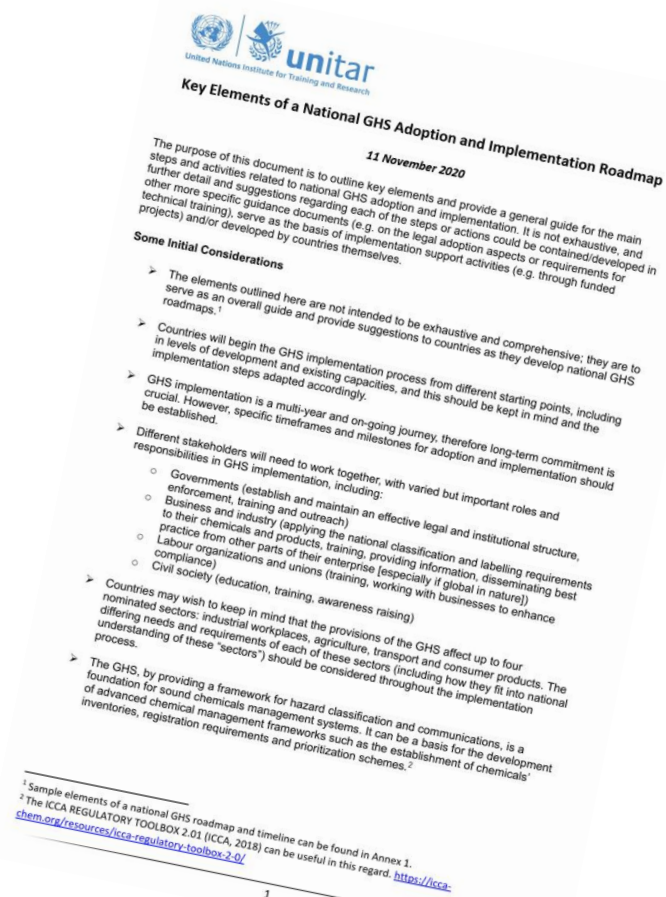 United Nations Institute for Training and Research
unitar
Key Elements of a National GHS Adoption and Implementation Roadmap
11 November 2020
The purpose of this document is to outline key elements and provide a general guide for the main
steps and activities related to national GHS adoption and implementation. It is not exhaustive, and
further detail and suggestions regarding each of the steps or actions could be contained/developed in
other more specific guidance documents (e.g. on the legal adoption aspects or requirements for
technical training), serve as the basis of implementation support activities (e.g. through funded
projects) and/or developed by countries themselves.
Some Initial Considerations
➢ The elements outlined here are not intended to be exhaustive and comprehensive; they are to
serve as an overall guide and provide suggestions to countries as they develop national GHS
roadmaps.¹
➢ Countries will begin the GHS implementation process from different starting points, including
in levels of development and existing capacities, and this should be kept in mind and the
implementation steps adapted accordingly.
➢ GHS implementation is a multi-year and on-going journey, therefore long-term commitment is
crucial. However, specific timeframes and milestones for adoption and implementation should
be established.
➢ Different stakeholders will need to work together, with varied but important roles and
responsibilities in GHS implementation, including:
○ Governments (establish and maintain an effective legal and institutional structure,
enforcement, training and outreach)
○ Business and industry (applying the national classification and labelling requirements
to their chemicals and products, training, providing information, disseminating best
practice from other parts of their enterprise [especially if global in nature])
○ Labour organizations and unions (training, working with businesses to enhance
compliance)
○ Civil society (education, training, awareness raising)
➢ Countries may wish to keep in mind that the provisions of the GHS affect up to four
nominated sectors: industrial workplaces, agriculture, transport and consumer products. The
differing needs and requirements of each of these sectors (including how they fit into national
understanding of these “sectors”) should be considered throughout the implementation
process.
➢ The GHS, by providing a framework for hazard classification and communications, is a
foundation for sound chemicals management systems. It can be a basis for the development
of advanced chemical management frameworks such as the establishment of chemicals’
inventories, registration requirements and prioritization schemes.²
¹ Sample elements of a national GHS roadmap and timeline can be found in Annex 1.
² The ICCA REGULATORY TOOLBOX 2.01 (ICCA, 2018) can be useful in this regard. https://icca-
chem.org/resources/icca-regulatory-toolbox-2-0/
1